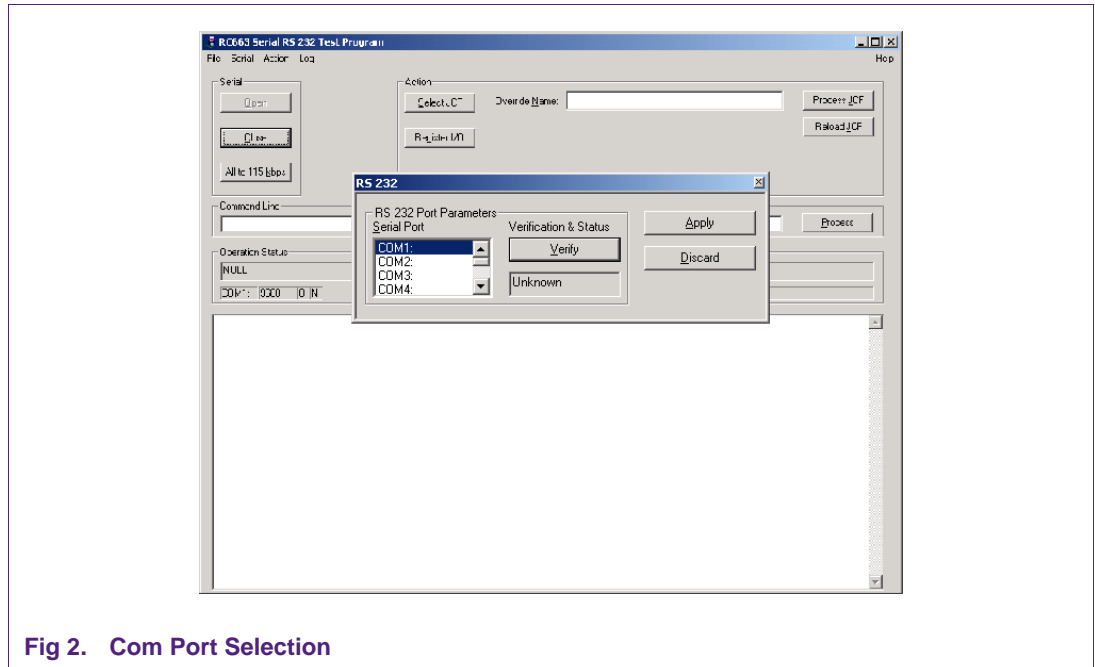 RC663 Serial RS 232 Test Program
File Serial Action Log Help
Serial
Open
Close
All to 115 kbps
Action
Select JCF
Override Name:
Process JCF
Register I/O
Reload JCF
Command Line
Process
Operation Status
NULL
COM1: 9600 8 N
RS 232
RS 232 Port Parameters
Serial Port
COM1:
COM2:
COM3:
COM4:
Verification & Status
Verify
Unknown
Apply
Discard
Fig 2. Com Port Selection